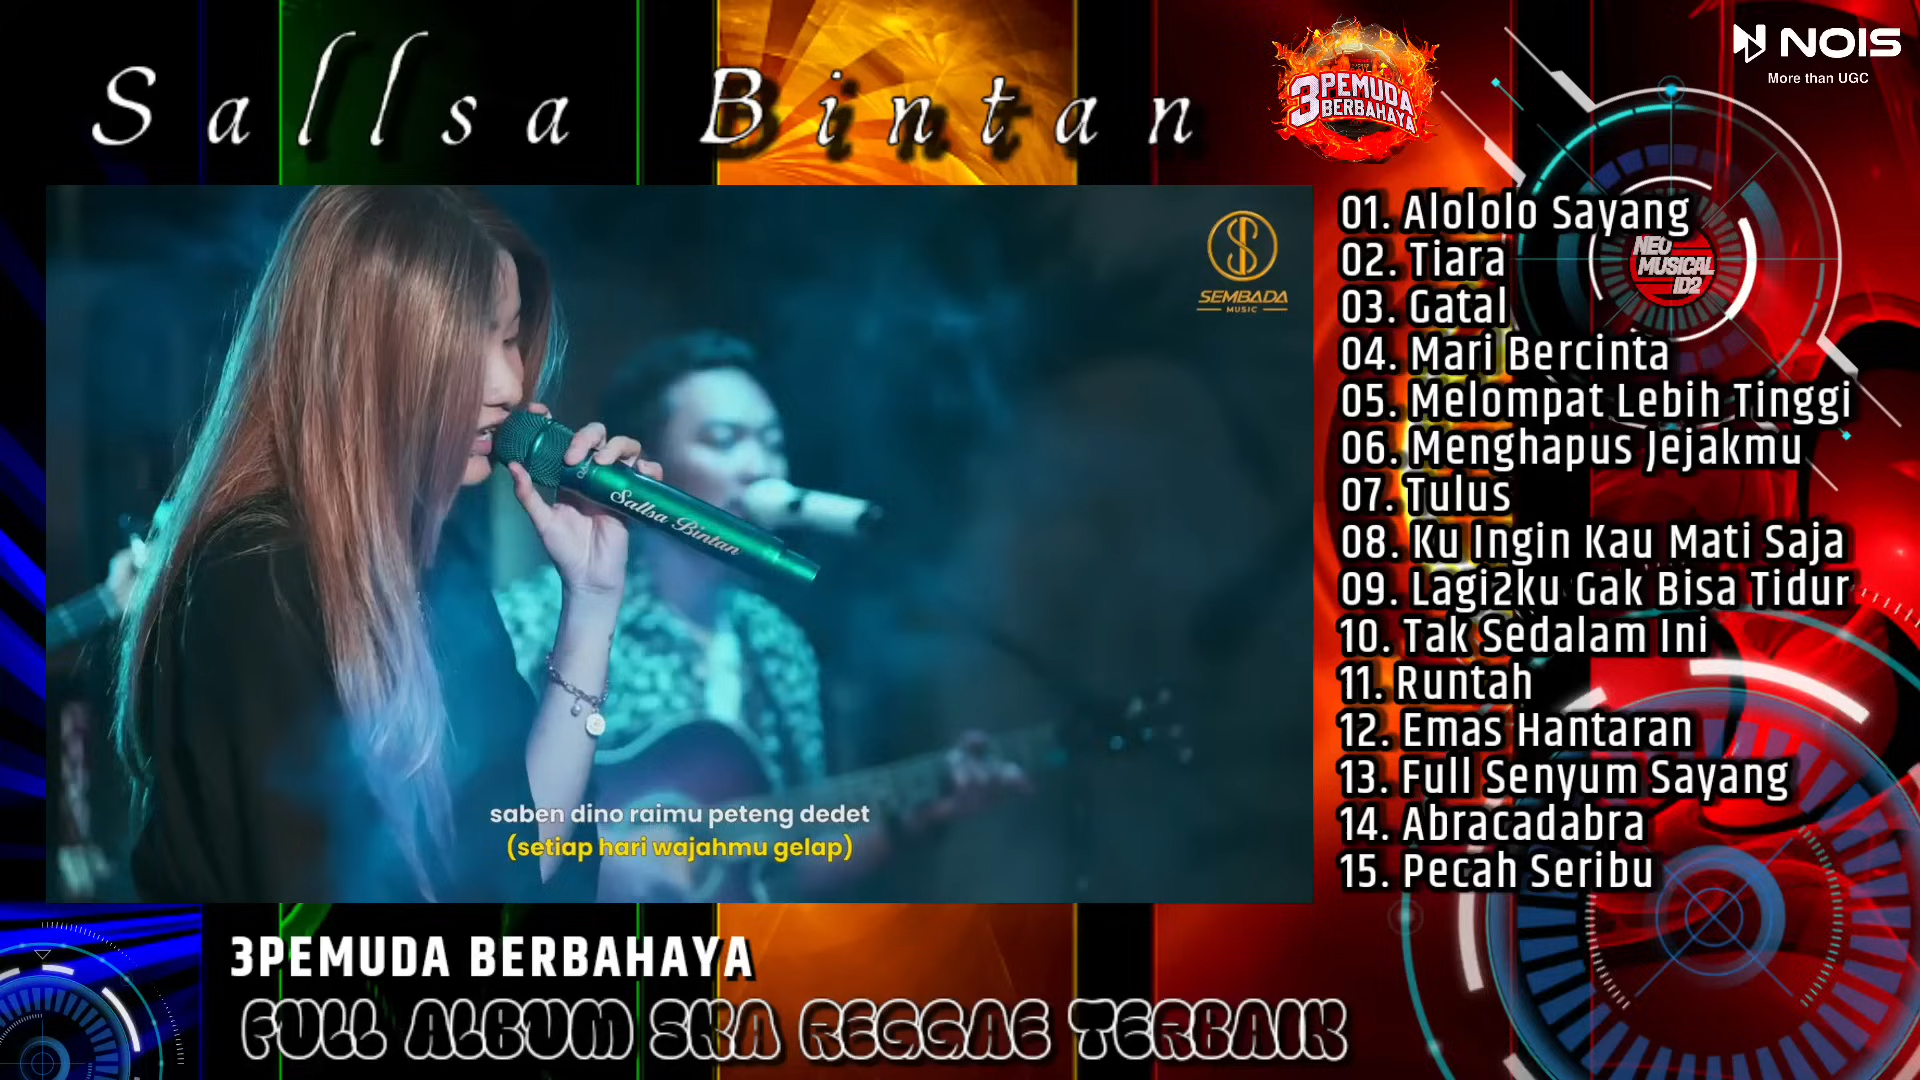 Sallsa Bintan
3PEMUDA
BERBAHAYA
NOIS
More than UGC
SEMBADA
MUSIC
Sallsa Bintan
saben dino raimu peteng dedet
(setiap hari wajahmu gelap)
01. Alololo Sayang
02. Tiara
03. Gatal
04. Mari Bercinta
05. Melompat Lebih Tinggi
06. Menghapus Jejakmu
07. Tulus
08. Ku Ingin Kau Mati Saja
09. Lagi2ku Gak Bisa Tidur
10. Tak Sedalam Ini
11. Runtah
12. Emas Hantaran
13. Full Senyum Sayang
14. Abracadabra
15. Pecah Seribu
NEO
MUSICAL
ID2
3PEMUDA BERBAHAYA
FULL ALBUM SKA REGGAE TERBAIK